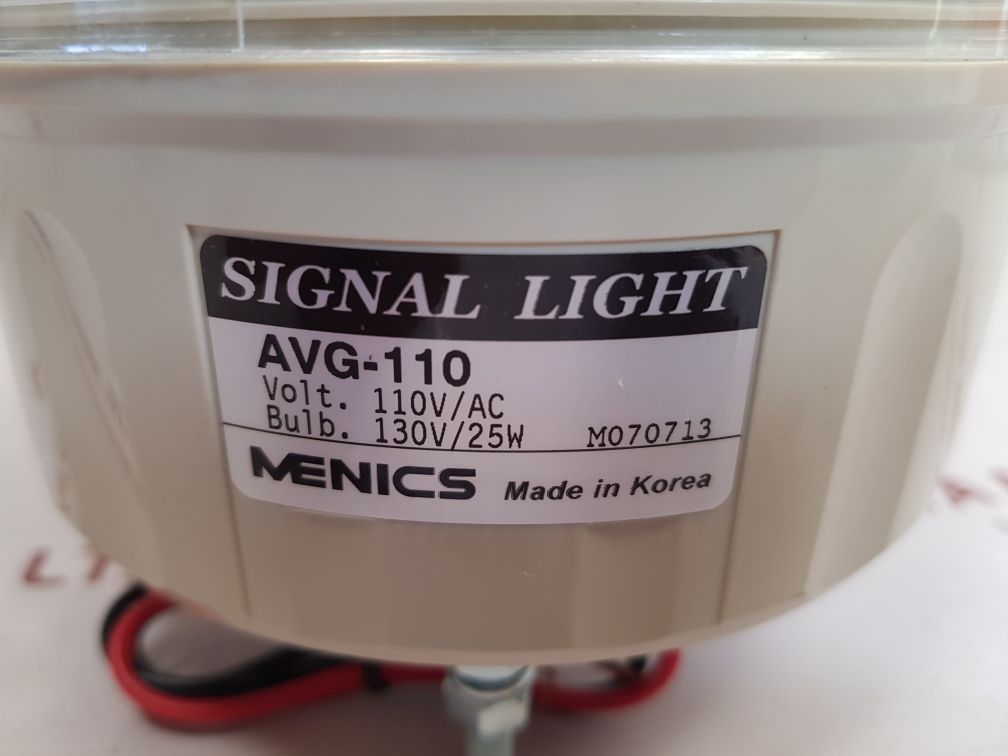 SIGNAL LIGHT
AVG-110
Volt. 110V/AC
Bulb. 130V/25W M070713
MENICS Made in Korea